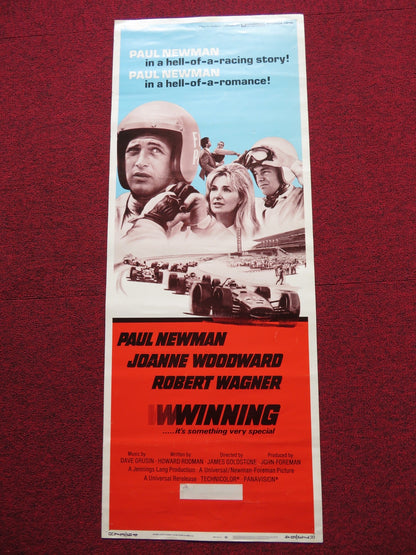 PAUL NEWMAN
in a hell-of-a-racing story!
PAUL NEWMAN
in a hell-of-a-romance!
PAUL NEWMAN
JOANNE WOODWARD
ROBERT WAGNER
WINNING
.....it's something very special
Music by Written by Directed by Produced by
DAVE GRUSIN · HOWARD RODMAN · JAMES GOLDSTONE · JOHN FOREMAN
A Jennings Lang Production · A Universal/Newman-Foreman Picture
A Universal Rerelease TECHNICOLOR® · PANAVISION®